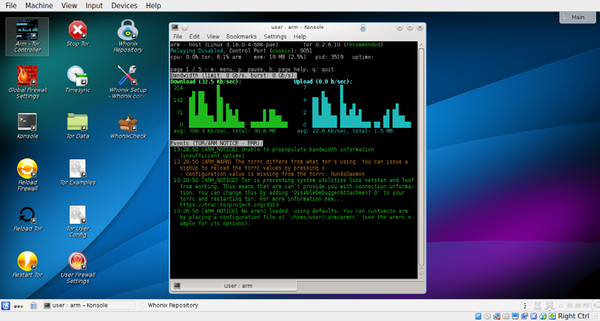 File Machine View Input Devices Help
Main
Arm - Tor Controller
Stop Tor
Whonix Repository
Global Firewall Settings
Timesync
Whonix Setup - Whonix conn
Konsole
Tor Data
WhonixCheck
Reload Firewall
Tor Examples
Reload Tor
Tor User Config
Restart Tor
User Firewall Settings
user : arm – Konsole
File Edit View Bookmarks Settings Help
arm - host (Linux 3.16.0-4-686-pae) Tor 0.2.6.10 (recommended)
Relaying Disabled, Control Port (cookie): 9051
cpu: 0.0% tor, 6.1% arm mem: 19 MB (2.5%) pid: 3519 uptime:
page 1 / 5 - m: menu, p: pause, h: page help, q: quit
Bandwidth (limit: 8 Gb/s, burst: 8 Gb/s):
Download (32.5 Kb/sec): Upload (0.0 b/sec):
214
142
71
0
7
4
2
0
avg: 709.3 Kb/sec, total: 30.8 MB avg: 22.6 Kb/sec, total: 1.5 MB
Events (TOR/ARM NOTICE - ERR):
13:28:50 [ARM_NOTICE] Unable to prepopulate bandwidth information
(insufficient uptime)
13:28:50 [ARM_WARN] The torrc differs from what tor's using. You can issue a
sighup to reload the torrc values by pressing x.
- configuration value is missing from the torrc: RunAsDaemon
13:28:50 [ARM_NOTICE] Tor is preventing system utilities like netstat and lsof
from working. This means that arm can't provide you with connection informa-
tion. You can change this by adding 'DisableDebuggerAttachment 0' to your
torrc and restarting tor. For more information see...
https://trac.torproject.org/3313
13:28:50 [ARM_NOTICE] No armrc loaded, using defaults. You can customize arm
by placing a configuration file at '/home/user/.arm/armrc' (see the armrc.s-
ample for its options).
user : arm
user : arm – Konsole
Whonix Repository
Right Ctrl